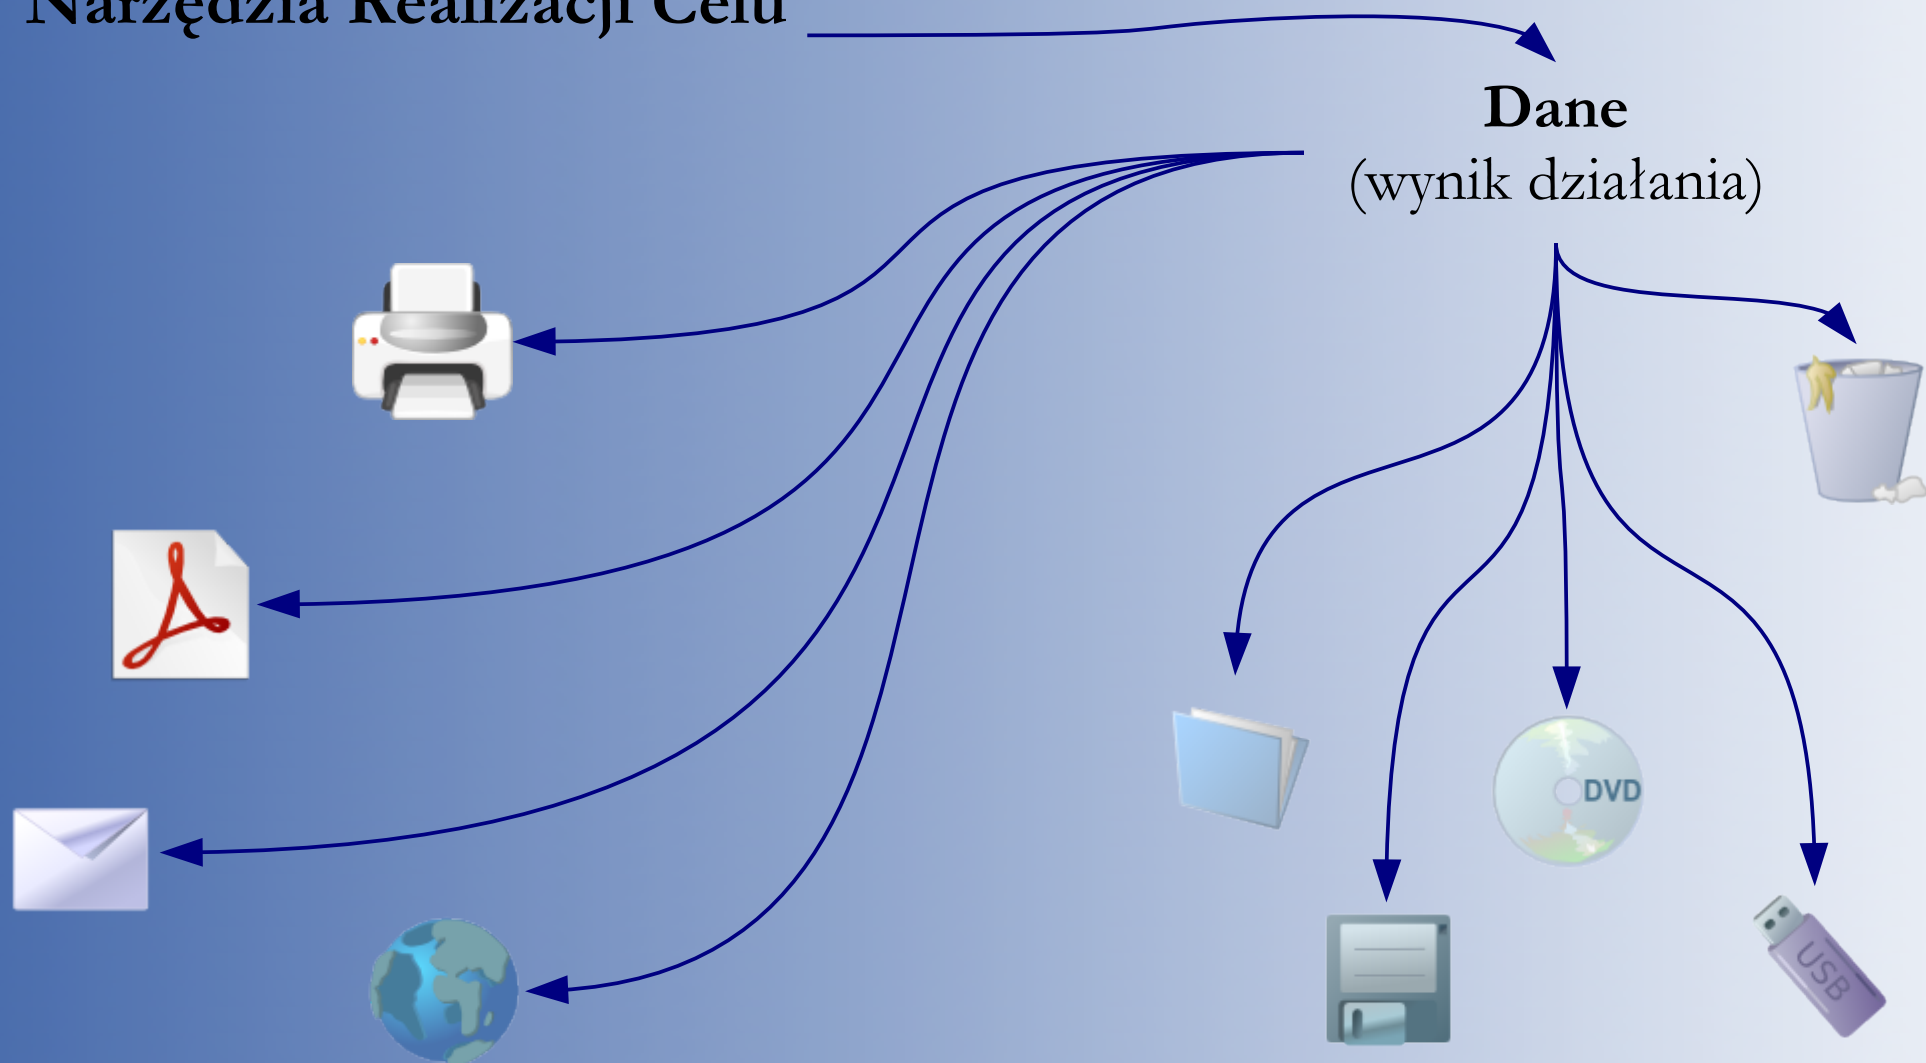 Narzędzia Realizacji Celu
Dane
(wynik działania)
DVD
USB